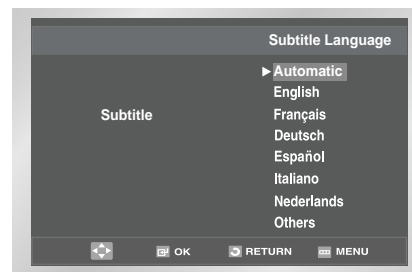 Subtitle Language
Automatic
English
Subtitle Français
Deutsch
Español
Italiano
Nederlands
Others
OK RETURN MENU